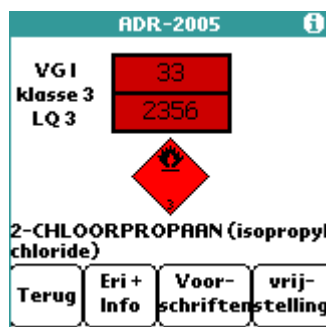 ADR-2005 i
VG I
klasse 3
LQ 3
33
2356
3
2-CHLOORPROPAAN (isopropyl
chloride)
Terug
Eri +
Info
Voor-
schriften
vrij-
stelling